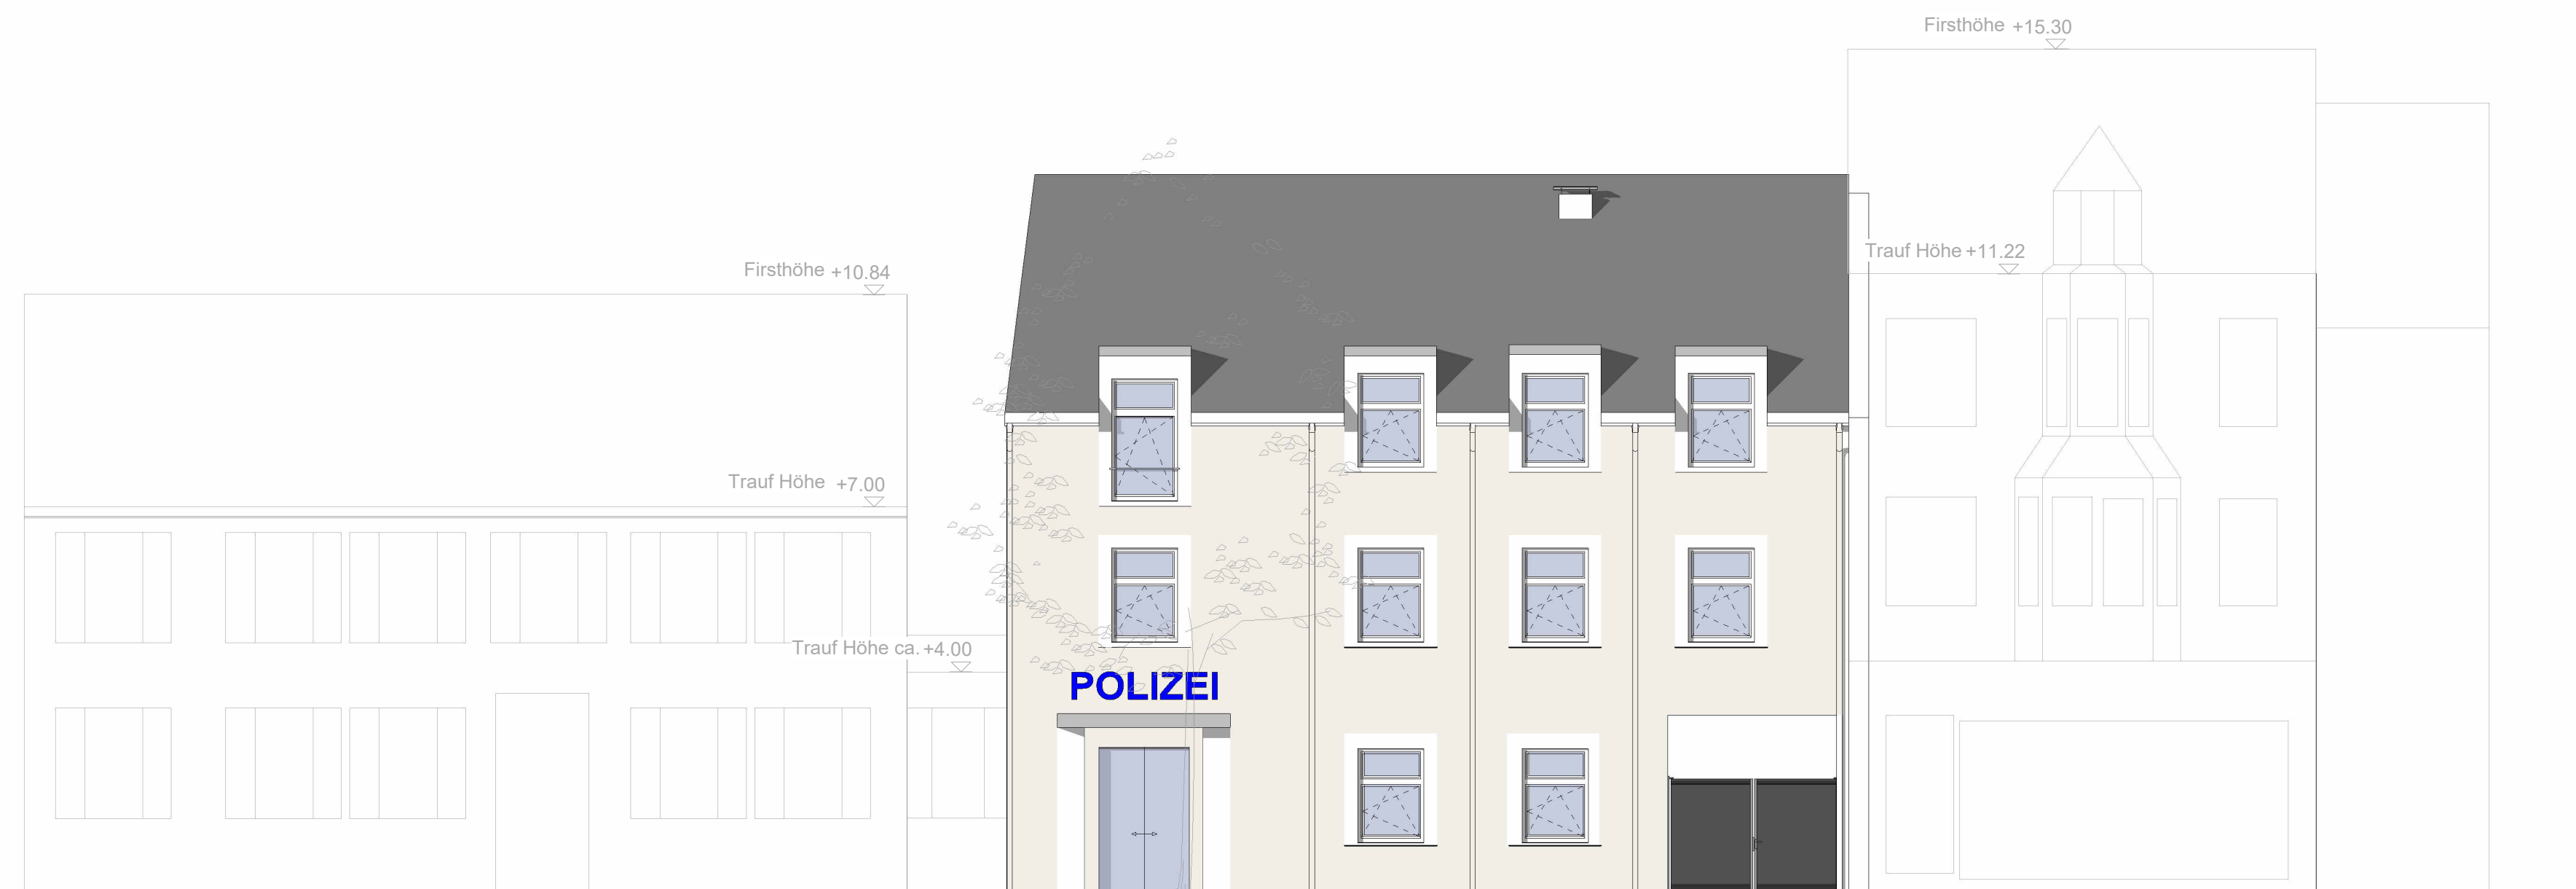 Firsthöhe +15.30
Trauf Höhe +11.22
Firsthöhe +10.84
Trauf Höhe +7.00
Trauf Höhe ca. +4.00
POLIZEI